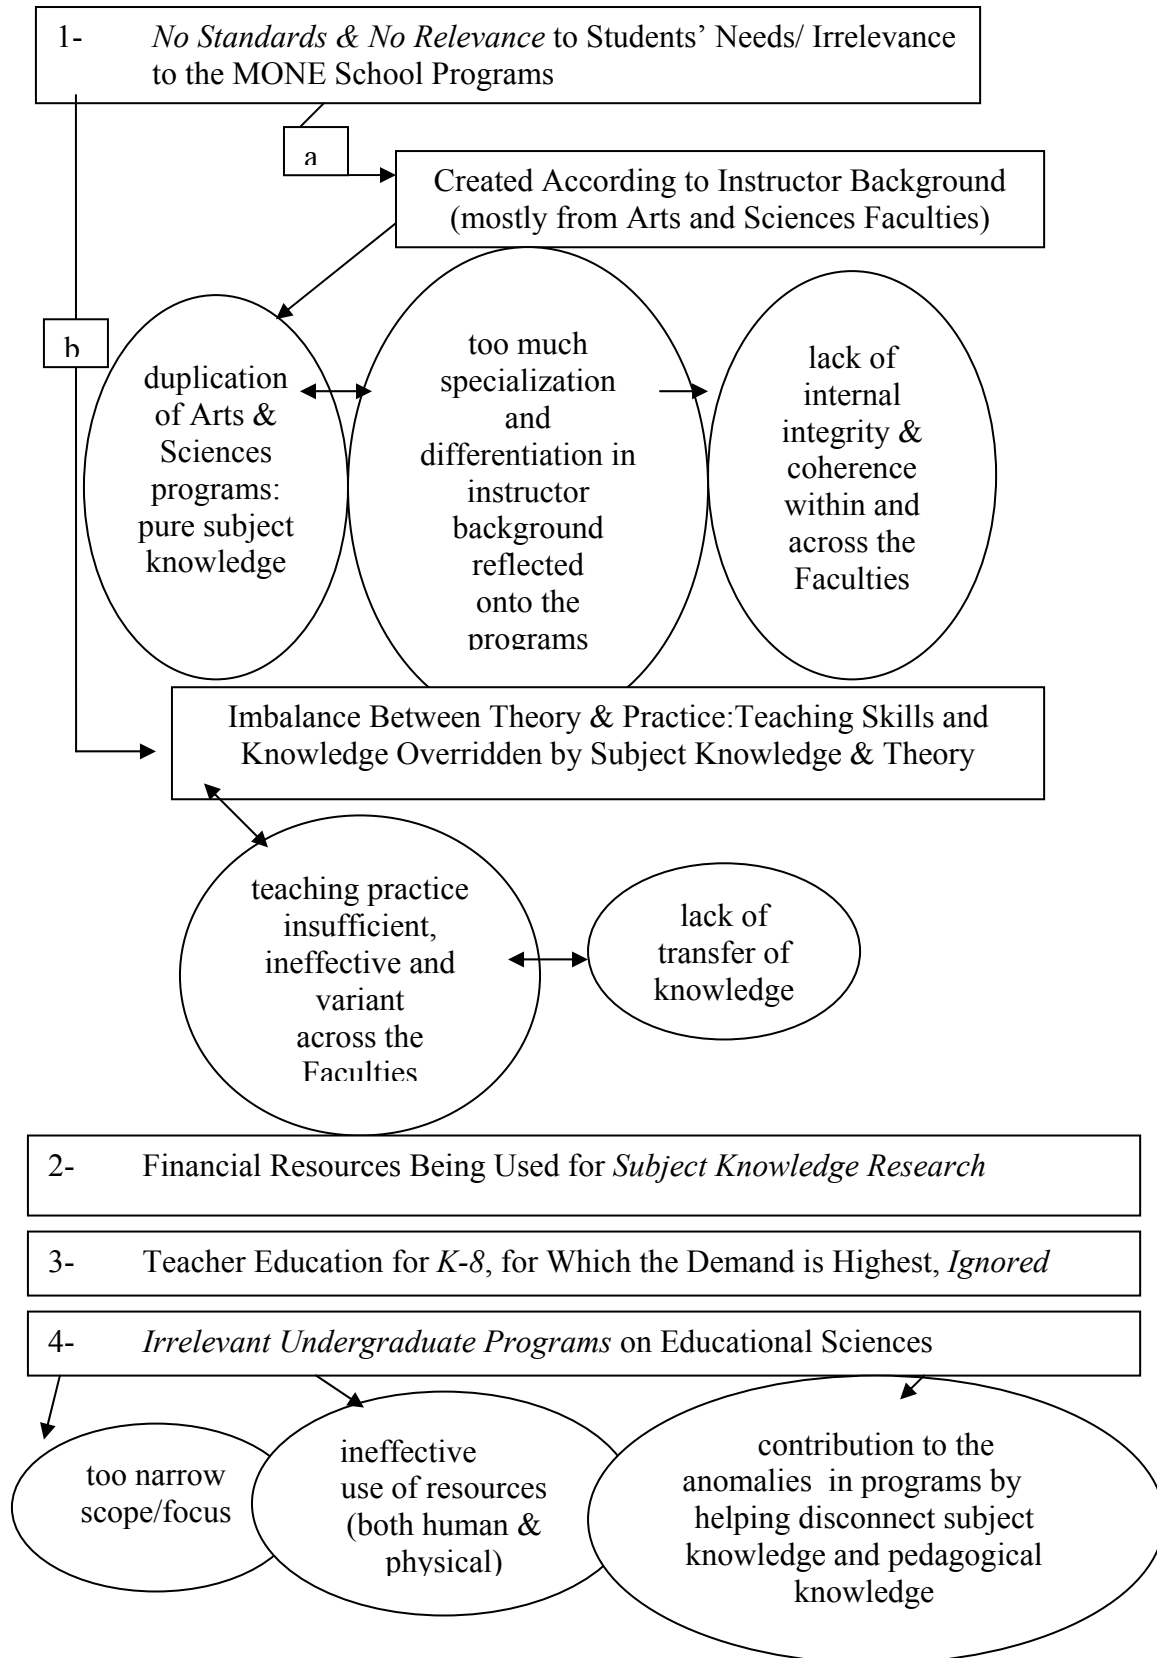 1- No Standards & No Relevance to Students’ Needs/ Irrelevance
to the MONE School Programs
a
Created According to Instructor Background
(mostly from Arts and Sciences Faculties)
b
duplication
of Arts &
Sciences
programs:
pure subject
knowledge
too much
specialization
and
differentiation in
instructor
background
reflected
onto the
programs
lack of
internal
integrity &
coherence
within and
across the
Faculties
Imbalance Between Theory & Practice:Teaching Skills and
Knowledge Overridden by Subject Knowledge & Theory
teaching practice
insufficient,
ineffective and
variant
across the
Faculties
lack of
transfer of
knowledge
2- Financial Resources Being Used for Subject Knowledge Research
3- Teacher Education for K-8, for Which the Demand is Highest, Ignored
4- Irrelevant Undergraduate Programs on Educational Sciences
too narrow
scope/focus
ineffective
use of resources
(both human &
physical)
contribution to the
anomalies in programs by
helping disconnect subject
knowledge and pedagogical
knowledge